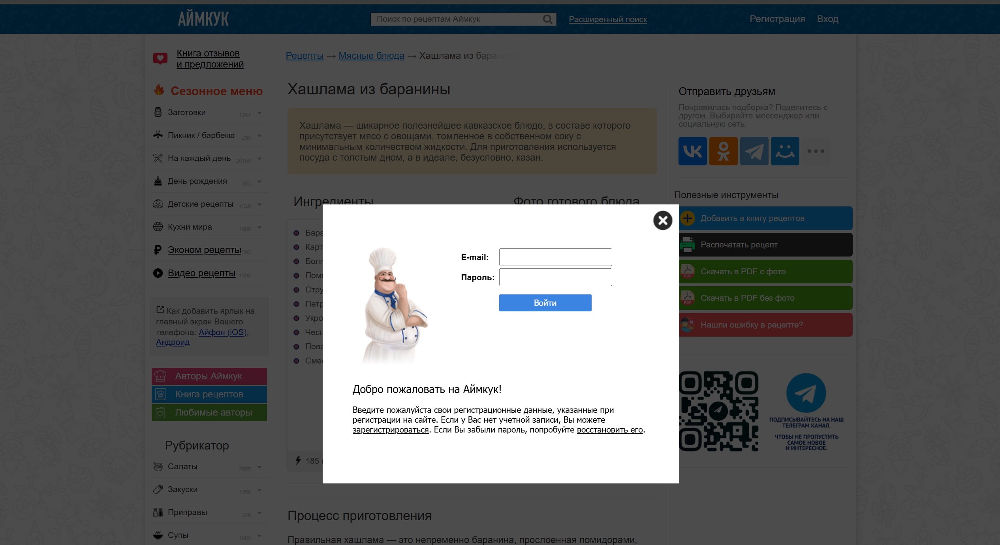 АЙМКУК
Поиск по рецептам Аймкук
Расширенный поиск
Регистрация
Вход
Книга отзывов
и предложений
Сезонное меню
Заготовки 1347
Пикник / барбекю 293
На каждый день 20160
День рождения 385
Детские рецепты 1548
Кухни мира 1968
Эконом рецепты 393
Видео рецепты 1396
Как добавить ярлык на
главный экран Вашего
телефона: Айфон (iOS),
Андроид
Авторы Аймкук
Книга рецептов
Любимые авторы
Рубрикатор
Салаты 2955
Закуски 1456
Приправы 320
Супы 1083
Рецепты → Мясные блюда → Хашлама из баранин
Хашлама из баранины
Хашлама — шикарное полезнейшее кавказское блюдо, в составе которого
присутствует мясо с овощами, томленное в собственном соку с
минимальным количеством жидкости. Для приготовления используется
посуда с толстым дном, а в идеале, безусловно, казан.
Ингредиенты
Фото готового блюда
Бара
Карт
Болг
Поми
Стру
Петр
Укро
Чесн
Пова
Смес
185
E-mail:
Пароль:
Войти
Добро пожаловать на Аймкук!
Введите пожалуйста свои регистрационные данные, указанные при
регистрации на сайте. Если у Вас нет учетной записи, Вы можете
зарегистрироваться. Если Вы забыли пароль, попробуйте восстановить его.
Процесс приготовления
Правильная хашлама — это непременно баранина, прослоенная помидорами,
Отправить друзьям
Понравилась подборка? Поделитесь с
другом. Выбирайте мессенджер или
социальную сеть.
Полезные инструменты
Добавить в книгу рецептов
Распечатать рецепт
PDF
Скачать в PDF с фото
PDF
Скачать в PDF без фото
Нашли ошибку в рецепте?
ПОДПИСЫВАЙТЕСЬ НА НАШ
ТЕЛЕГРАМ КАНАЛ.
ЧТОБЫ НЕ ПРОПУСТИТЬ
САМОЕ НОВОЕ
И ИНТЕРЕСНОЕ.